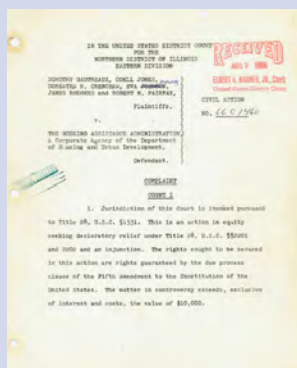 IN THE UNITED STATES DISTRICT COURT
FOR THE
NORTHERN DISTRICT OF ILLINOIS
EASTERN DIVISION
RECEIVED
DOROTHY GAUTREAUX, ODELL JONES,
DOREATHA R. CRENCHAW, EVA
JAMES RODGERS and ROBERT M. FAIRFAX,
Plaintiffs,
v.
THE HOUSING ASSISTANCE ADMINISTRATION,
A Corporate Agency of the Department
of Housing and Urban Development,
Defendant.
CIVIL ACTION
NO. 66C1460
COMPLAINT
COUNT I
1. Jurisdiction of this Court is invoked pursuant
to Title 28, U.S.C. §1331. This is an action in equity
seeking declaratory relief under Title 28, U.S.C. §§2201
and 2202 and an injunction. The rights sought to be secured
in this action are rights guaranteed by the due process
clause of the Fifth Amendment to the Constitution of the
United States. The matter in controversy exceeds, exclusive
of interest and costs, the value of $10,000.